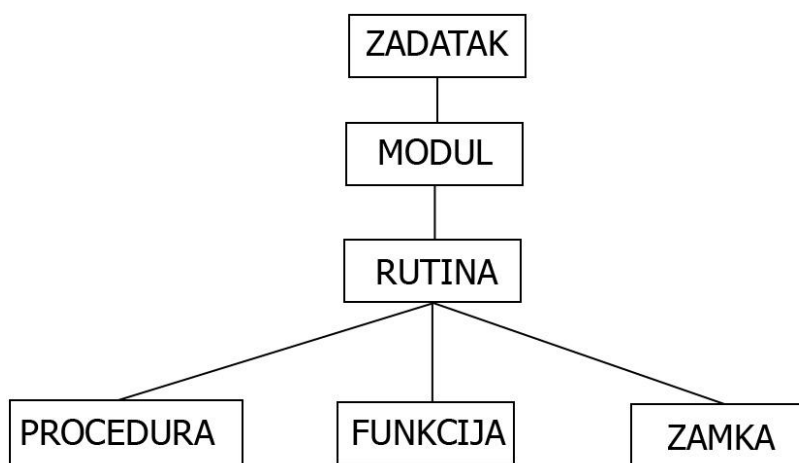 ZADATAK
MODUL
RUTINA
PROCEDURA
FUNKCIJA
ZAMKA